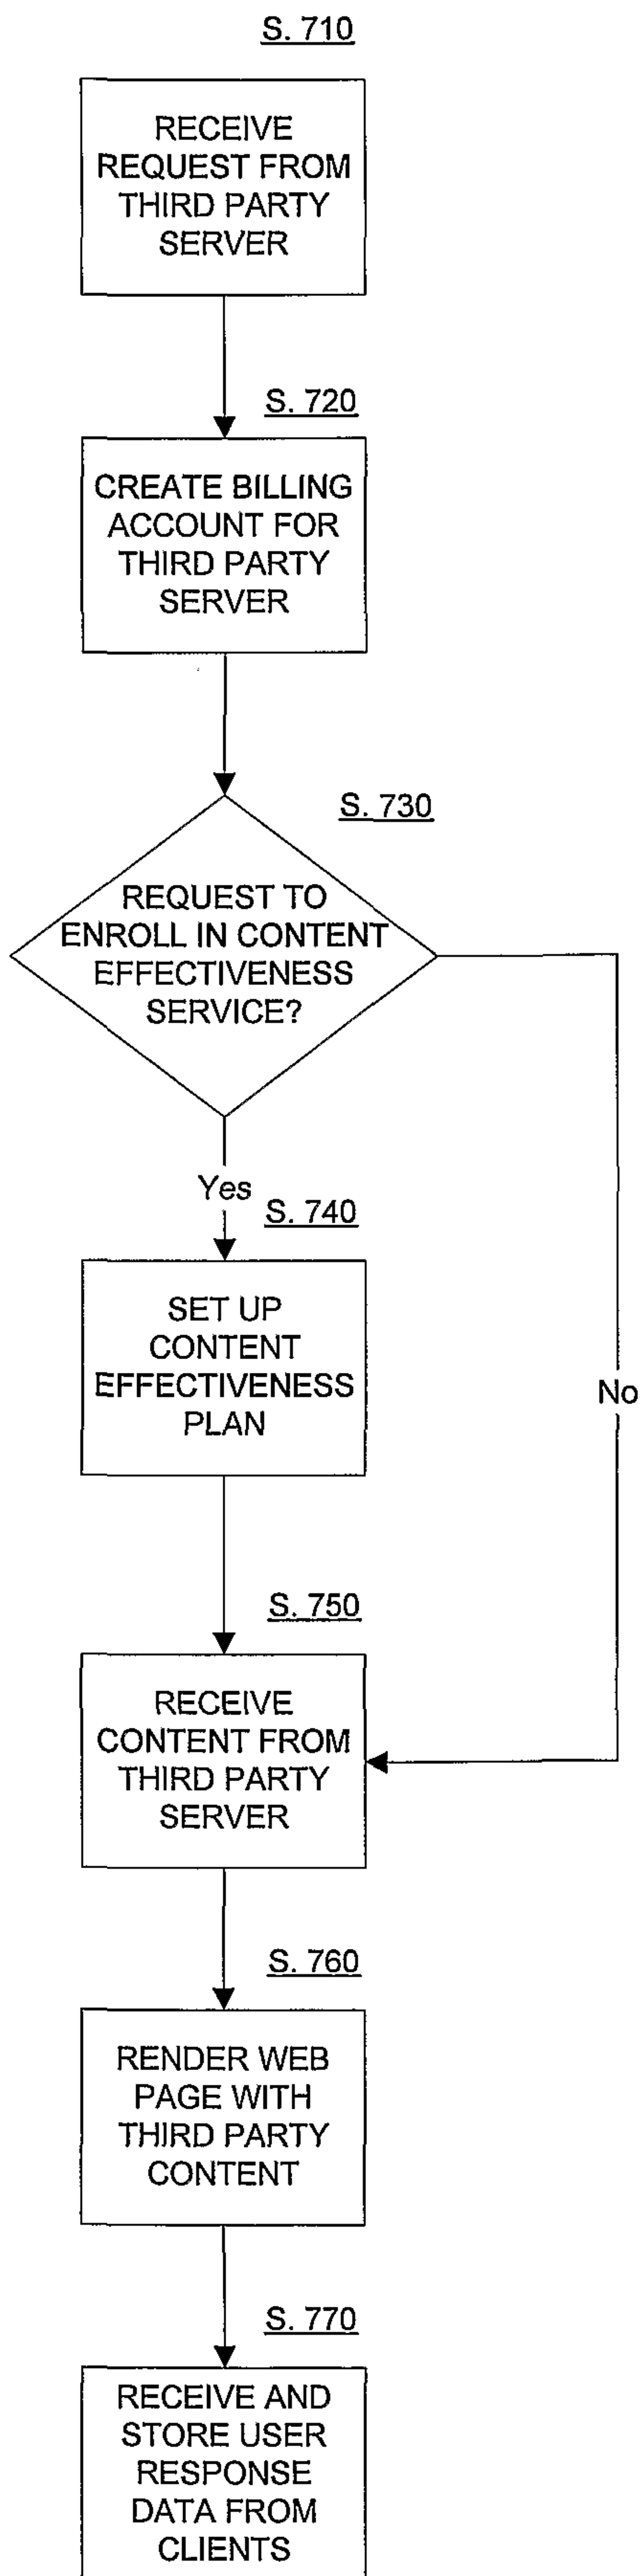 S. 710
RECEIVE
REQUEST FROM
THIRD PARTY
SERVER
S. 720
CREATE BILLING
ACCOUNT FOR
THIRD PARTY
SERVER
S. 730
REQUEST TO
ENROLL IN CONTENT
EFFECTIVENESS
SERVICE?
Yes
S. 740
SET UP
CONTENT
EFFECTIVENESS
PLAN
No
S. 750
RECEIVE
CONTENT FROM
THIRD PARTY
SERVER
S. 760
RENDER WEB
PAGE WITH
THIRD PARTY
CONTENT
S. 770
RECEIVE AND
STORE USER
RESPONSE
DATA FROM
CLIENTS